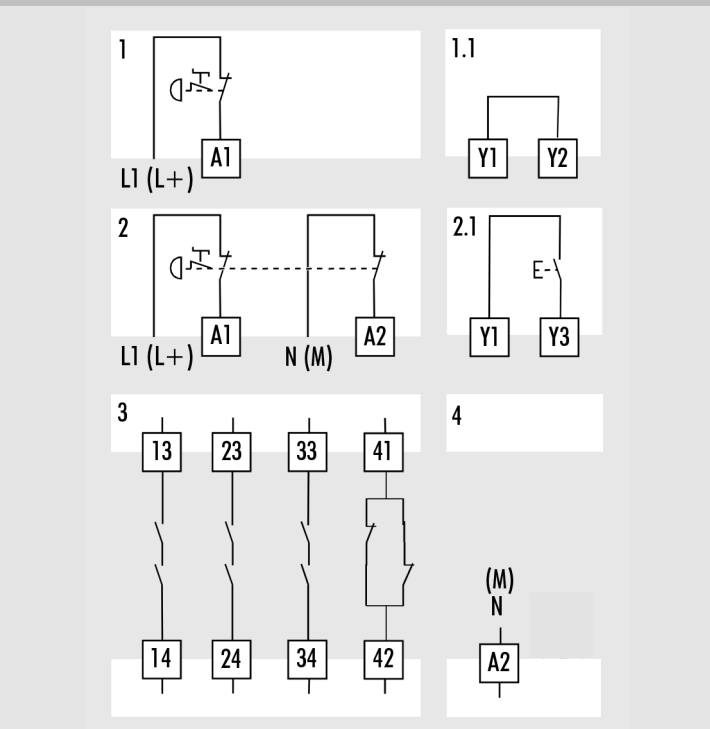 1
A1
L1 (L+)
1.1
Y1 Y2
2
A1 A2
L1 (L+) N (M)
2.1
E
Y1 Y3
3
13 23 33 41
14 24 34 42
4
(M)
N
A2